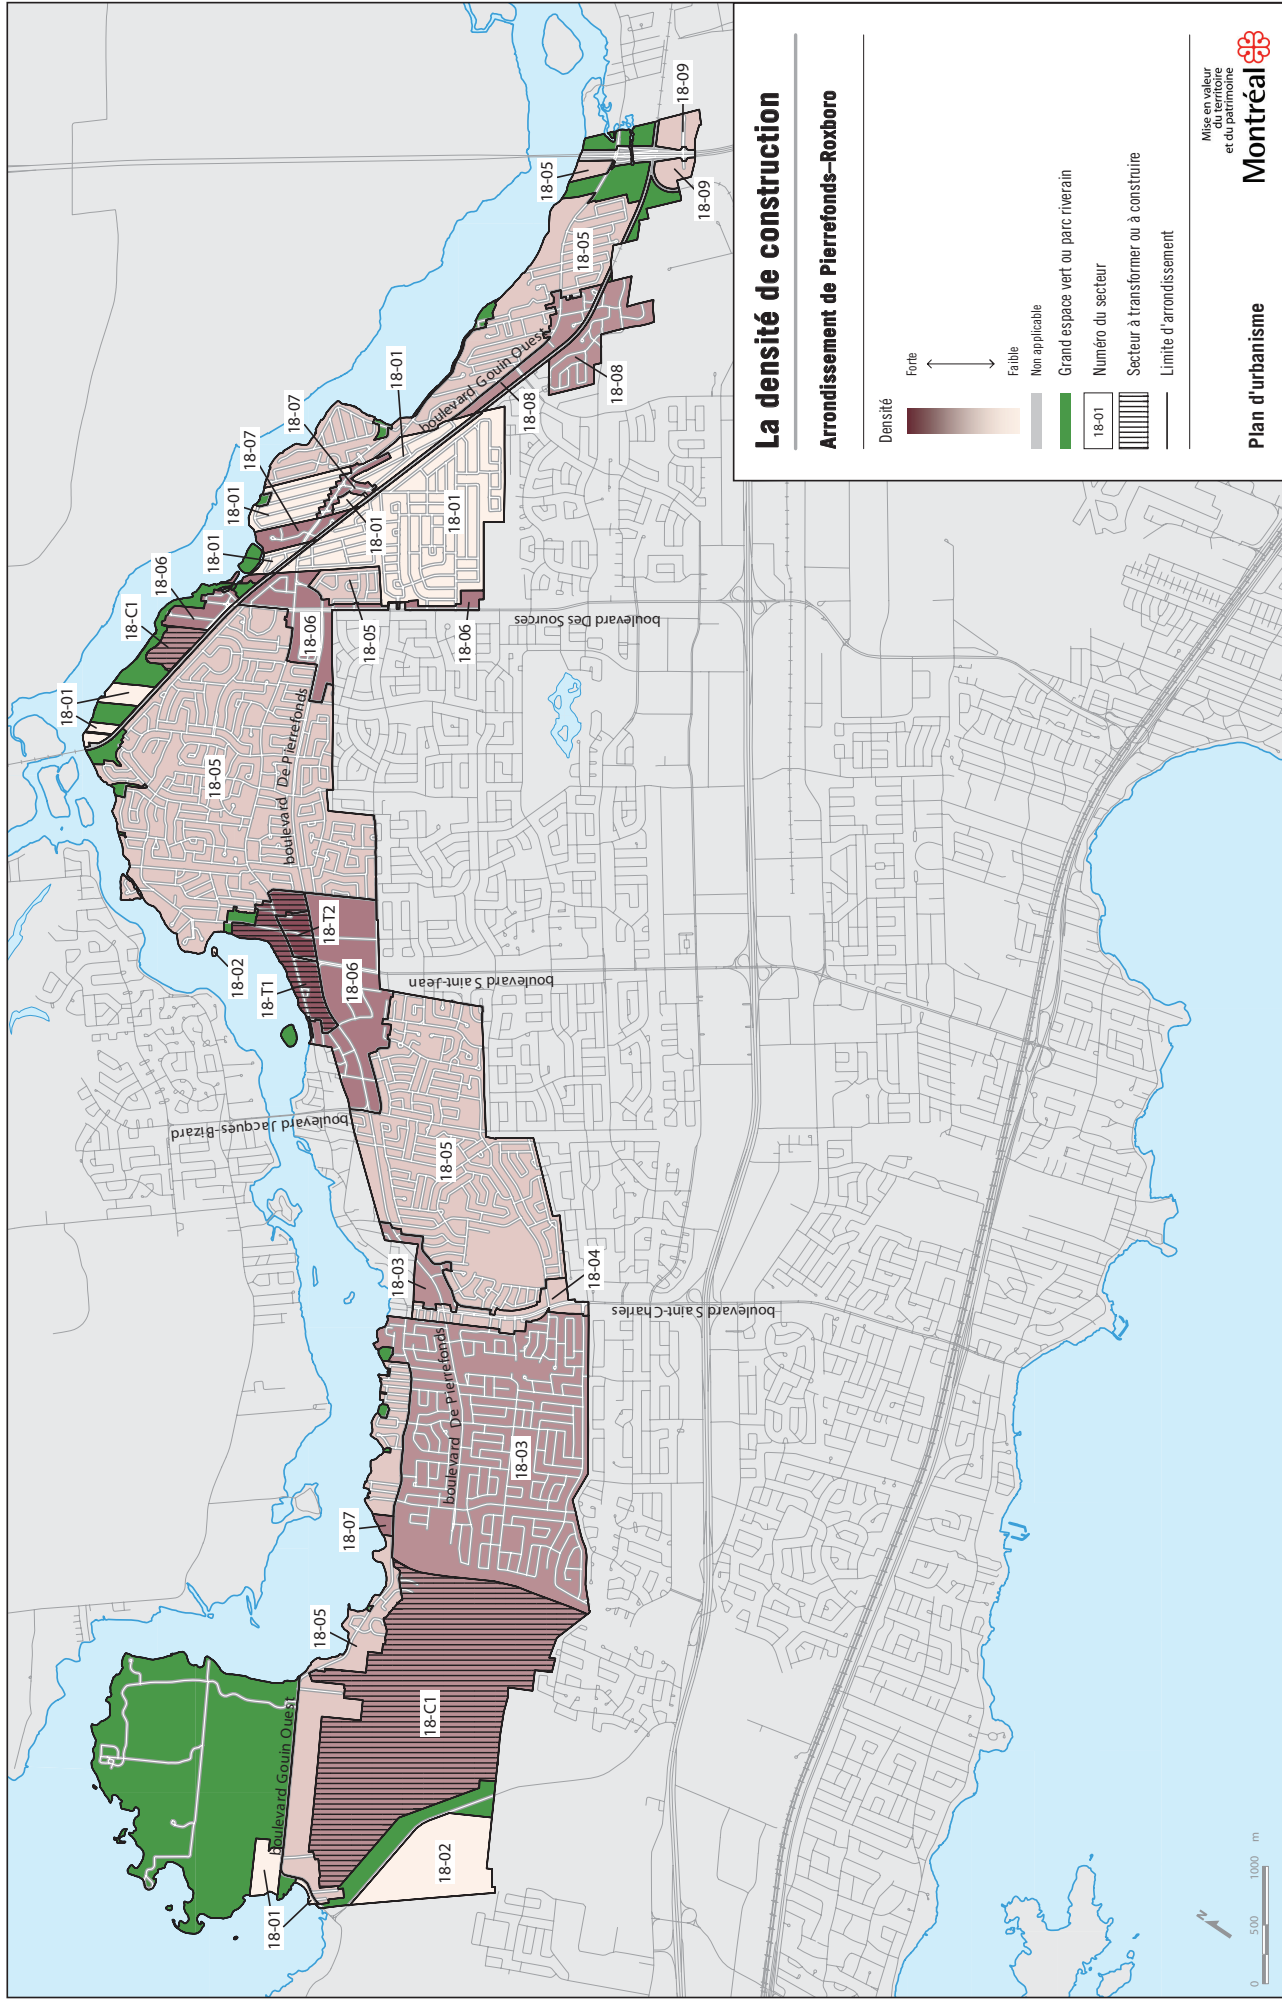 La densité de construction
Arrondissement de Pierrefonds–Roxboro
Densité
Forte
Faible
Non applicable
Grand espace vert ou parc riverain
18-01
Numéro du secteur
Secteur à transformer ou à construire
Limite d'arrondissement
Plan d'urbanisme
Mise en valeur
du territoire
et du patrimoine
Montréal
18-01
boulevard Gouin Ouest
18-02
18-C1
18-05
18-07
18-03
boulevard De Pierrefonds
18-03
18-04
boulevard Saint-Charles
18-05
boulevard Jacques-Bizard
18-T1
18-02
18-06
18-T2
boulevard Saint-Jean
18-05
boulevard De Pierrefonds
18-01
18-C1
18-06
18-06
18-05
18-06
boulevard Des Sources
18-01
18-01
18-07
18-07
18-01
18-01
18-01
boulevard Gouin Ouest
18-08
18-08
18-05
18-05
18-09
18-09
N
0 500 1000 m